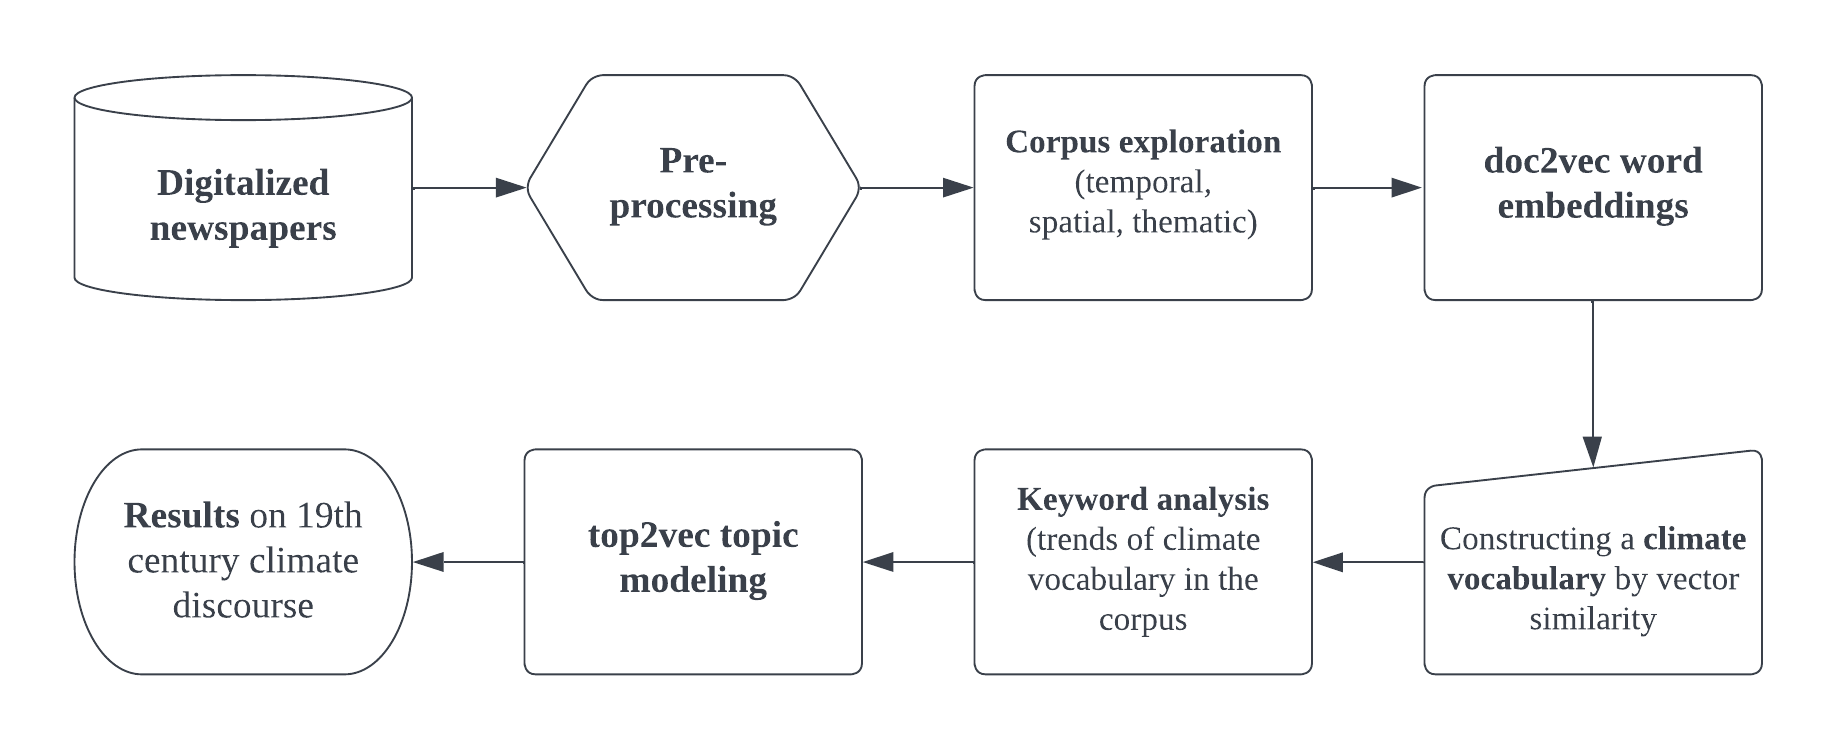 Digitalized
newspapers
Pre-
processing
Corpus exploration
(temporal,
spatial, thematic)
doc2vec word
embeddings
Constructing a climate
vocabulary by vector
similarity
Keyword analysis
(trends of climate
vocabulary in the
corpus
top2vec topic
modeling
Results on 19th
century climate
discourse